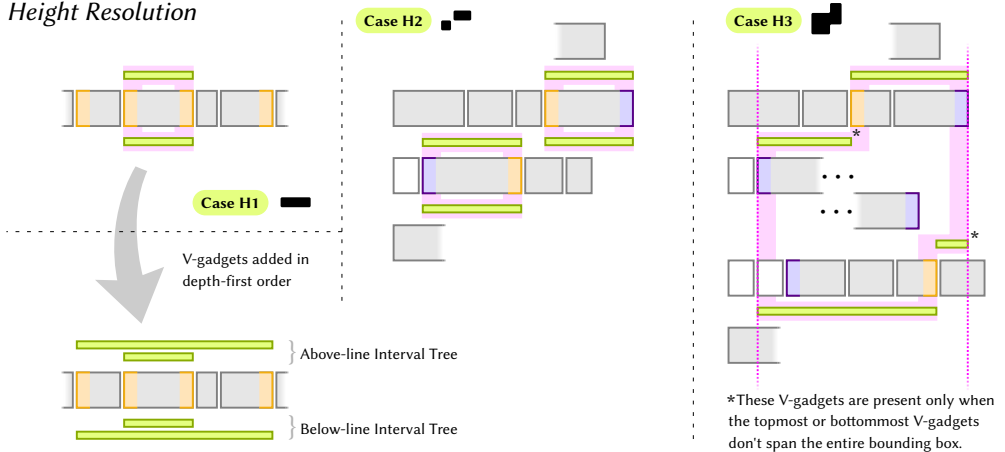 Height Resolution
Case H1
V-gadgets added in
depth-first order
Above-line Interval Tree
Below-line Interval Tree
Case H2
Case H3
*
*
*These V-gadgets are present only when
the topmost or bottommost V-gadgets
don't span the entire bounding box.